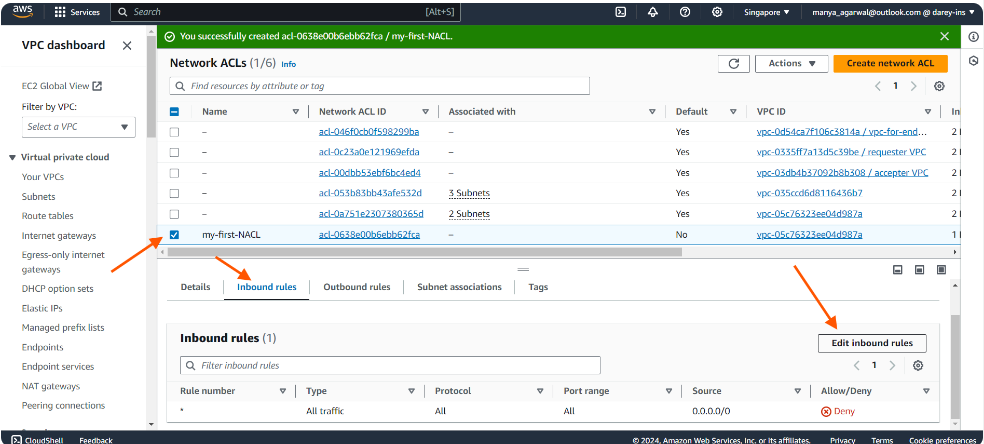 aws
Services
Search
[Alt+S]
Singapore
manya_agarwal@outlook.com @ darey-ins
VPC dashboard
EC2 Global View
Filter by VPC:
Select a VPC
Virtual private cloud
Your VPCs
Subnets
Route tables
Internet gateways
Egress-only internet
gateways
DHCP option sets
Elastic IPs
Managed prefix lists
Endpoints
Endpoint services
NAT gateways
Peering connections
You successfully created acl-0638e00b6ebb62fca / my-first-NACL.
Network ACLs (1/6) Info
Actions
Create network ACL
Find resources by attribute or tag
1
Name Network ACL ID Associated with Default VPC ID In
– acl-046f0cb0f598299ba – Yes vpc-0d54ca7f106c3814a / vpc-for-end... 2
– acl-0c23a0e121969efda – Yes vpc-0335ff7a13d5c39be / requester VPC 2
– acl-00dbb53ebf6bc4ed4 – Yes vpc-03db4b37092b8b308 / accepter VPC 2
– acl-053b83bb43afe532d 3 Subnets Yes vpc-035ccd6d8116436b7 2
– acl-0a751e2307380365d 2 Subnets Yes vpc-05c76323ee04d987a 2
my-first-NACL acl-0638e00b6ebb62fca – No vpc-05c76323ee04d987a 1
Details Inbound rules Outbound rules Subnet associations Tags
Inbound rules (1)
Edit inbound rules
Filter inbound rules
1
Rule number Type Protocol Port range Source Allow/Deny
* All traffic All All 0.0.0.0/0 Deny
CloudShell Feedback © 2024, Amazon Web Services, Inc. or its affiliates. Privacy Terms Cookie preferences